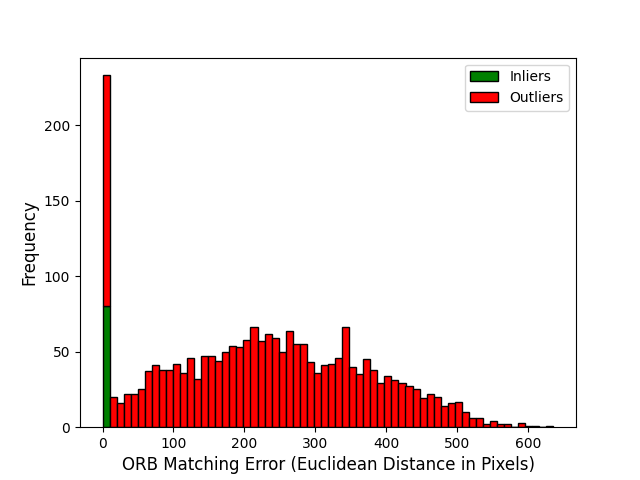 Inliers
Outliers
200
150
100
50
0
Frequency
0 100 200 300 400 500 600
ORB Matching Error (Euclidean Distance in Pixels)